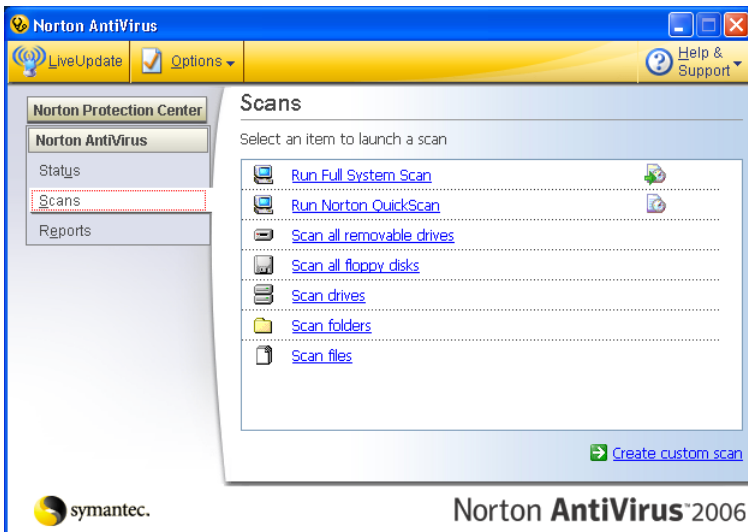 Norton AntiVirus
LiveUpdate
Options
Help & Support
Norton Protection Center
Norton AntiVirus
Status
Scans
Reports
Scans
Select an item to launch a scan
Run Full System Scan
Run Norton QuickScan
Scan all removable drives
Scan all floppy disks
Scan drives
Scan folders
Scan files
Create custom scan
symantec.
Norton AntiVirus™2006